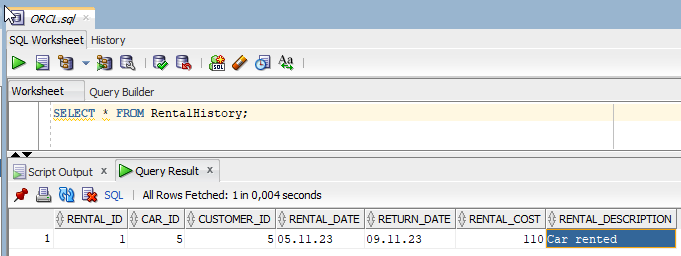 ORCL.sql ×
SQL Worksheet History
SQL Aa
Worksheet Query Builder
SELECT * FROM RentalHistory;
Script Output x Query Result x
SQL | All Rows Fetched: 1 in 0,004 seconds
RENTAL_ID CAR_ID CUSTOMER_ID RENTAL_DATE RETURN_DATE RENTAL_COST RENTAL_DESCRIPTION
1 1 5 5 05.11.23 09.11.23 110 Car rented